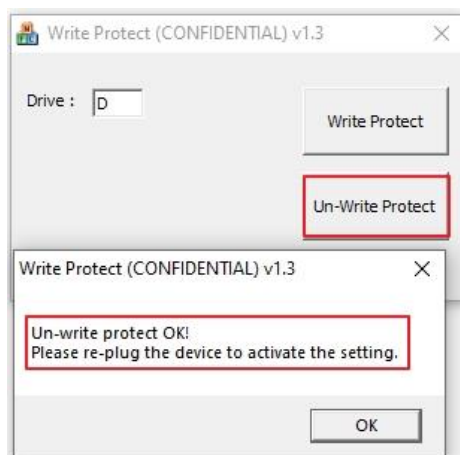 Write Protect (CONFIDENTIAL) v1.3
Drive :
D
Write Protect
Un-Write Protect
Write Protect (CONFIDENTIAL) v1.3
Un-write protect OK!
Please re-plug the device to activate the setting.
OK